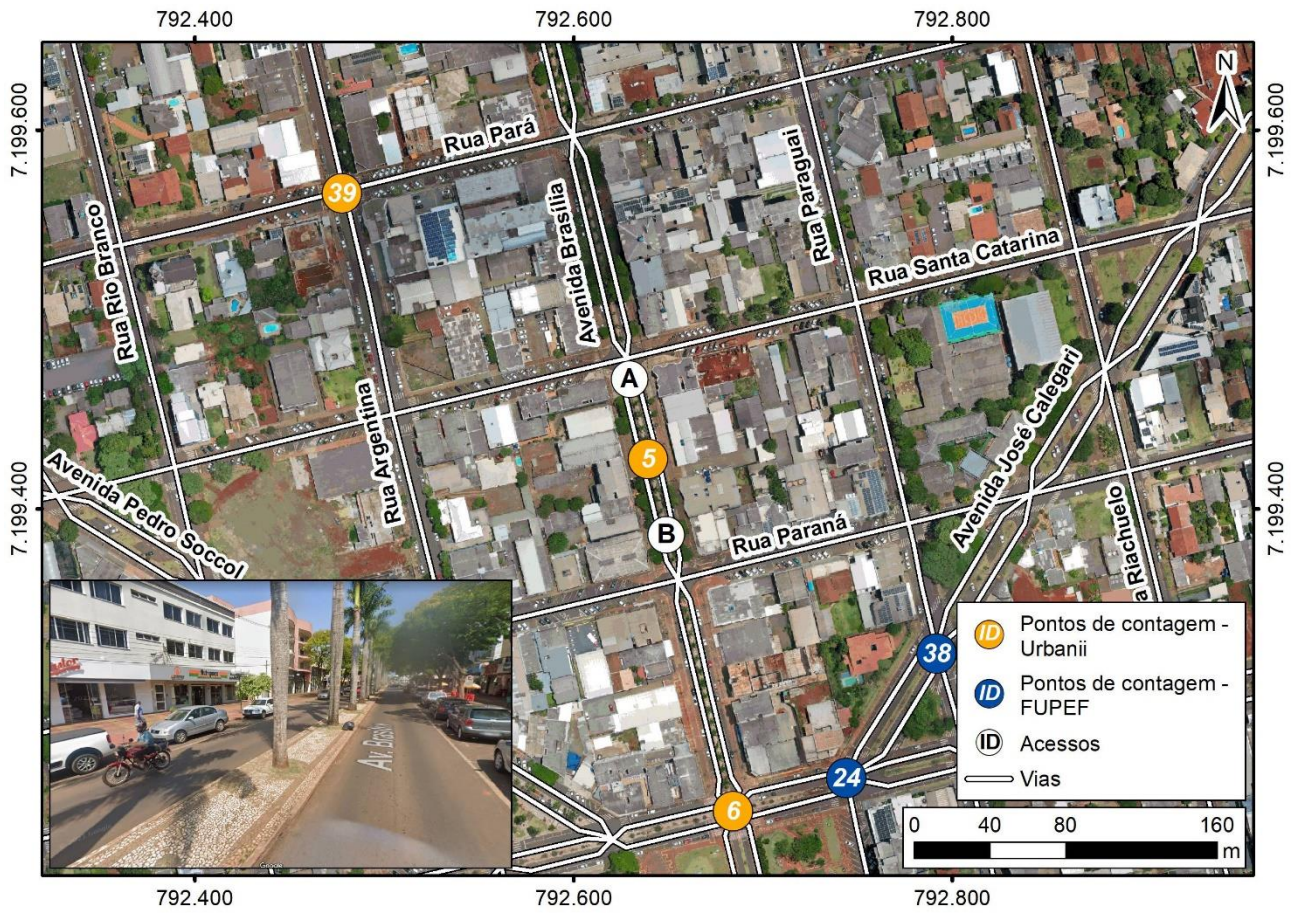 792.400
792.600
792.800
7.199.600
7.199.600
N
Rua Pará
39
Rua Rio Branco
Avenida Brasília
Rua Paraguai
Rua Santa Catarina
A
Rua Argentina
5
Avenida José Calegari
7.199.400
7.199.400
Avenida Pedro Soccol
B
Rua Paraná
a Riachuelo
Av. Brasília
Google
38
24
6
ID
Pontos de contagem -
Urbanii
ID
Pontos de contagem -
FUPEF
ID
Acessos
Vias
0
40
80
160
m
792.400
792.600
792.800